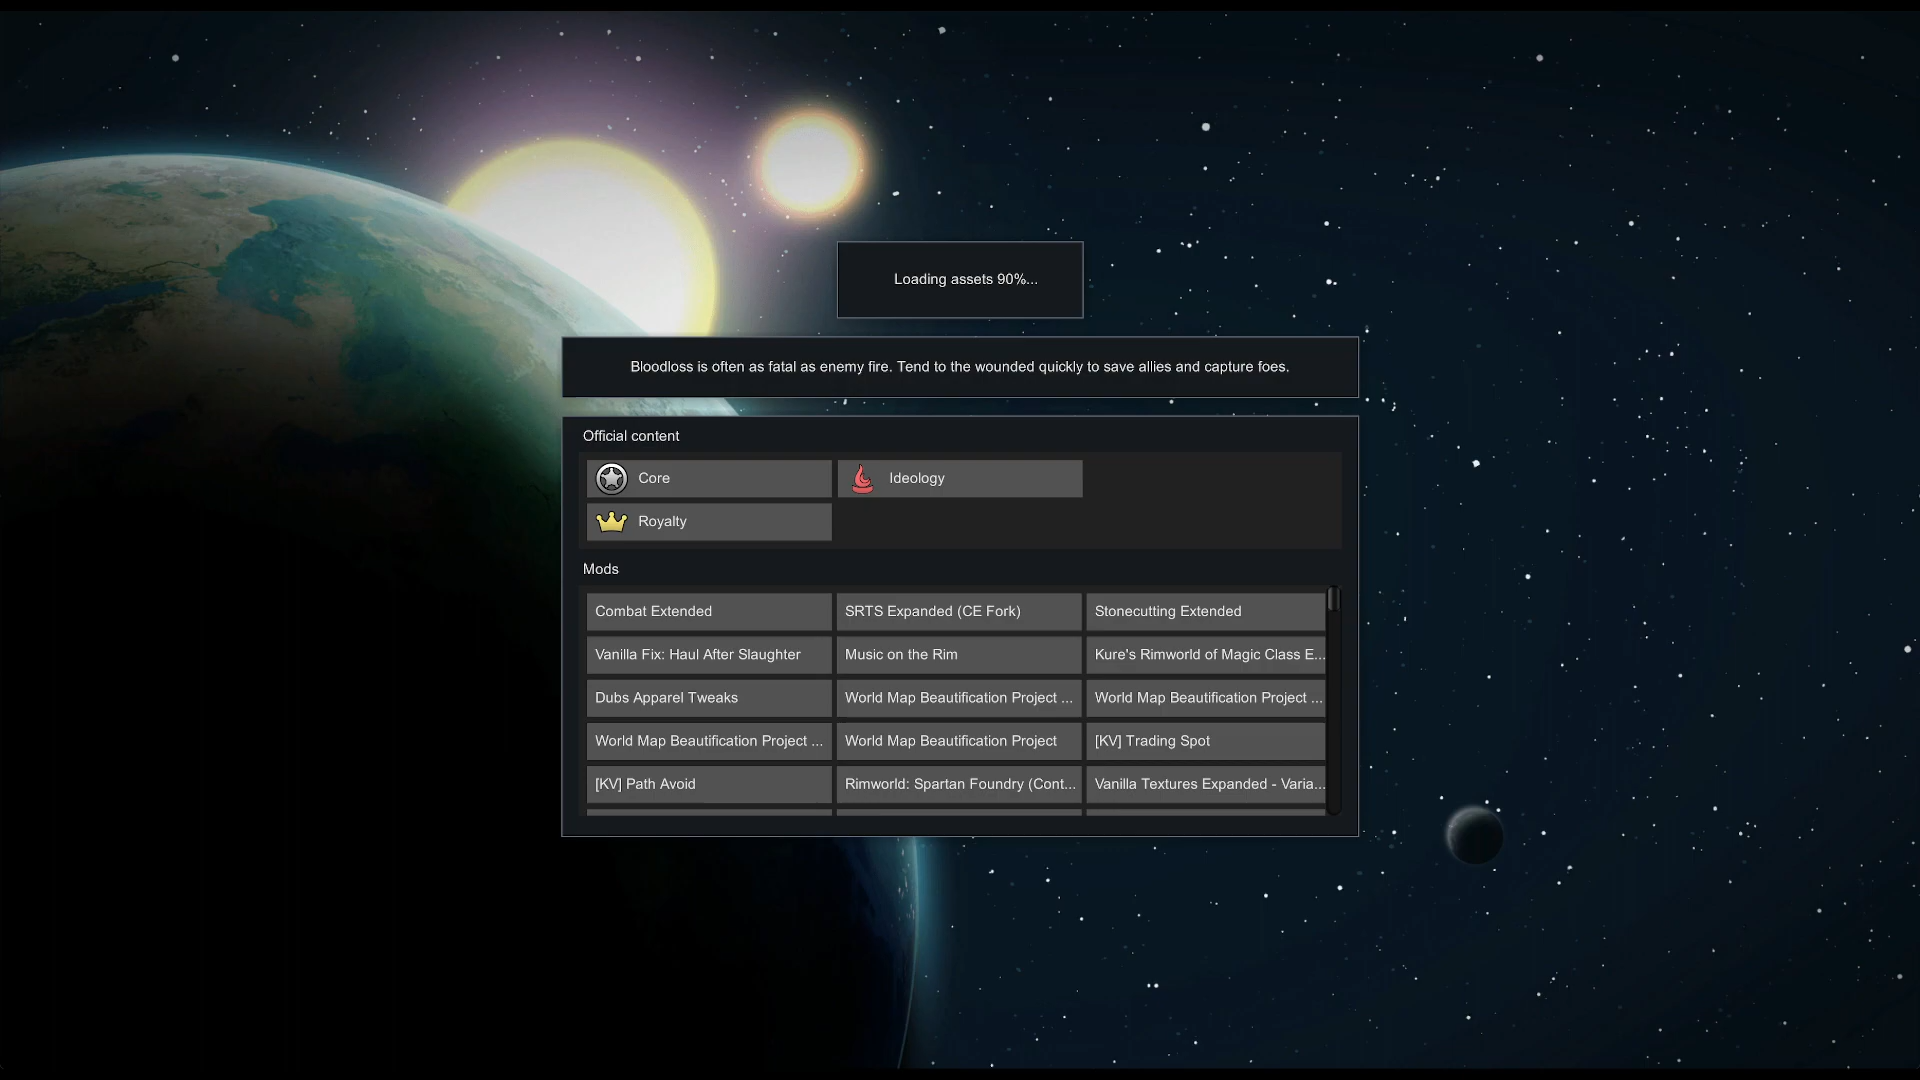 Loading assets 90%...
Bloodloss is often as fatal as enemy fire. Tend to the wounded quickly to save allies and capture foes.
Official content
Core
Ideology
Royalty
Mods
Combat Extended
SRTS Expanded (CE Fork)
Stonecutting Extended
Vanilla Fix: Haul After Slaughter
Music on the Rim
Kure's Rimworld of Magic Class E...
Dubs Apparel Tweaks
World Map Beautification Project ...
World Map Beautification Project ...
World Map Beautification Project ...
World Map Beautification Project
[KV] Trading Spot
[KV] Path Avoid
Rimworld: Spartan Foundry (Cont...
Vanilla Textures Expanded - Varia...